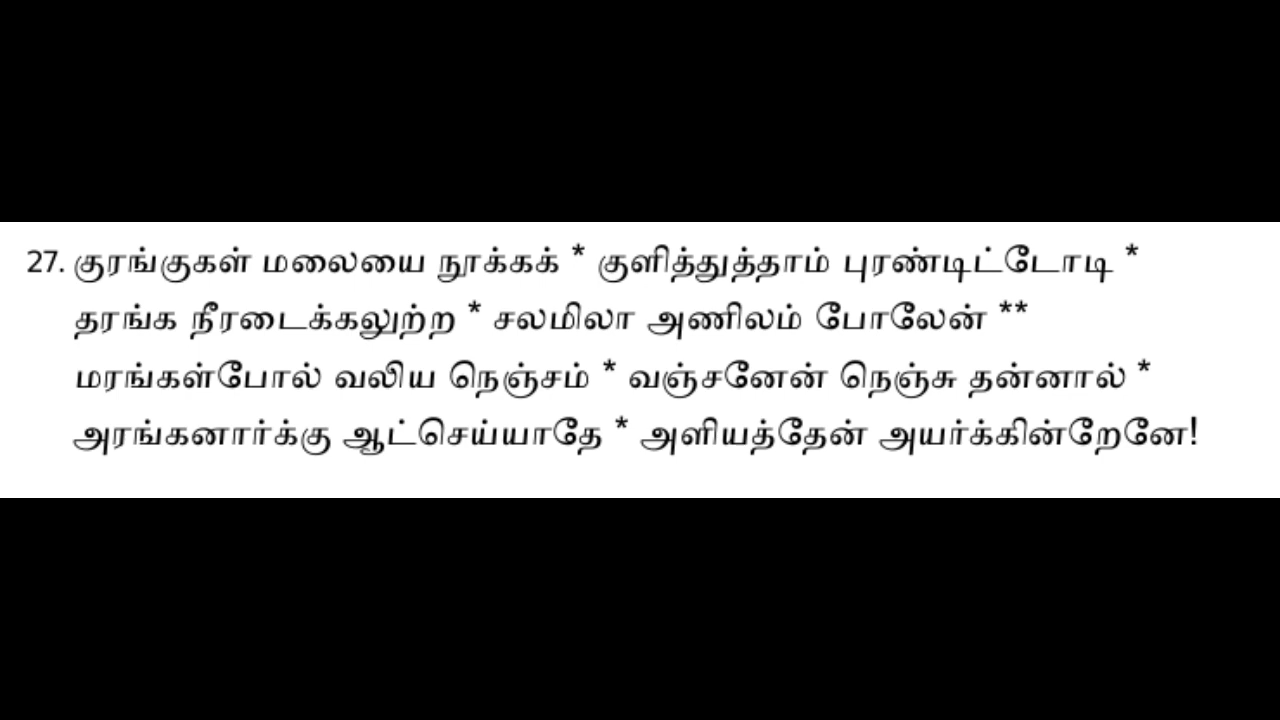 27. குரங்குகள் மலையை நூக்கக் * குளித்துத்தாம் புரண்டிட்டோடி *
தரங்க நீரடைக்கலுற்ற * சலமிலா அணிலம் போலேன் **
மரங்கள்போல் வலிய நெஞ்சம் * வஞ்சனேன் நெஞ்சு தன்னால் *
அரங்கனார்க்கு ஆட்செய்யாதே * அளியத்தேன் அயர்க்கின்றேனே!